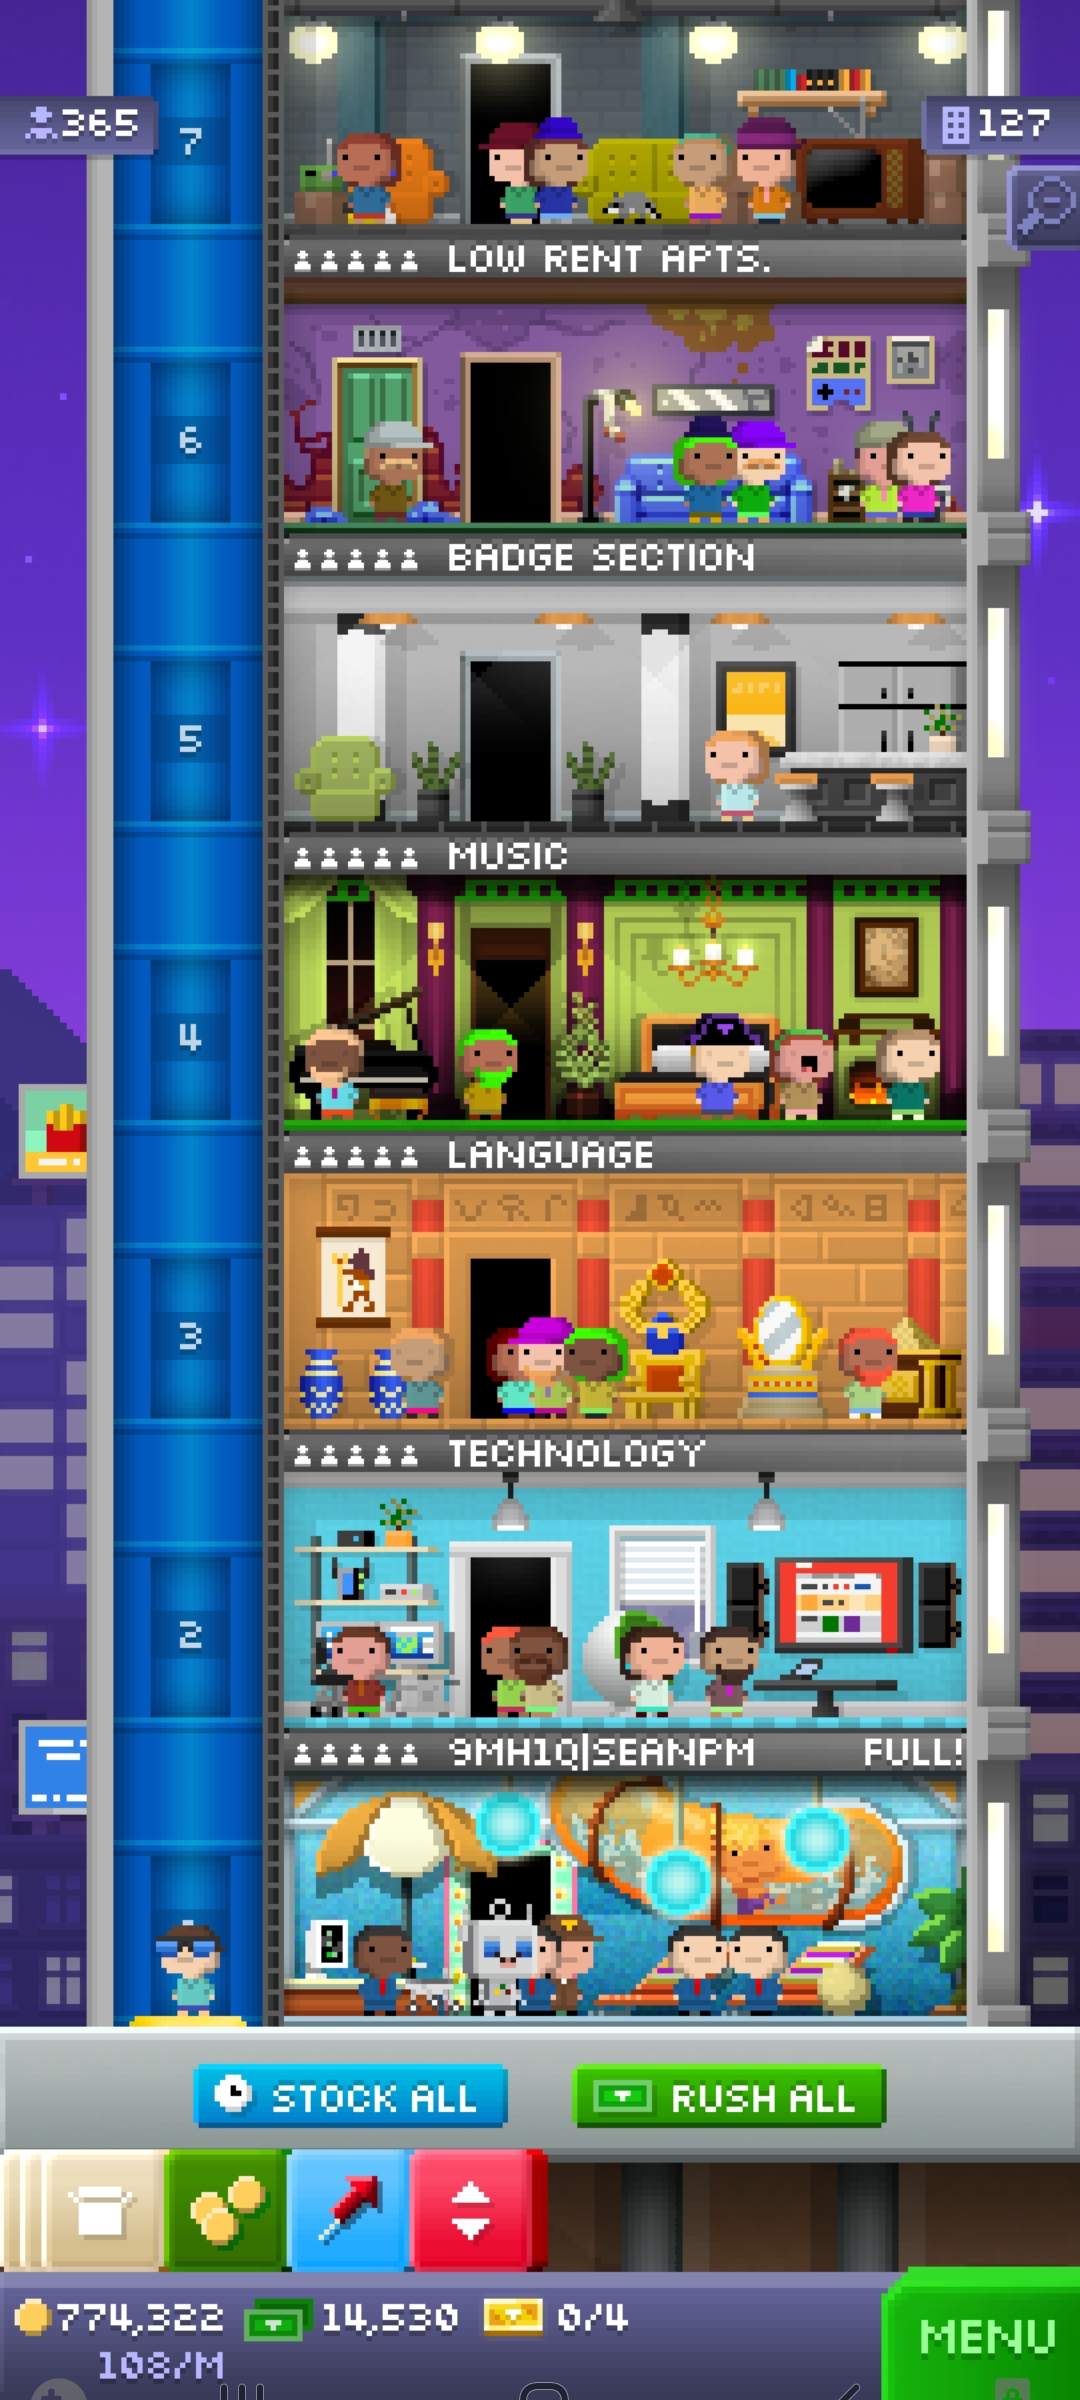 365
127
7
LOW RENT APTS.
6
BADGE SECTION
5
MUSIC
4
LANGUAGE
3
TECHNOLOGY
2
9MH1Q|SEANPM FULL!
STOCK ALL
RUSH ALL
774,322
14,530
0/4
108/M
MENU